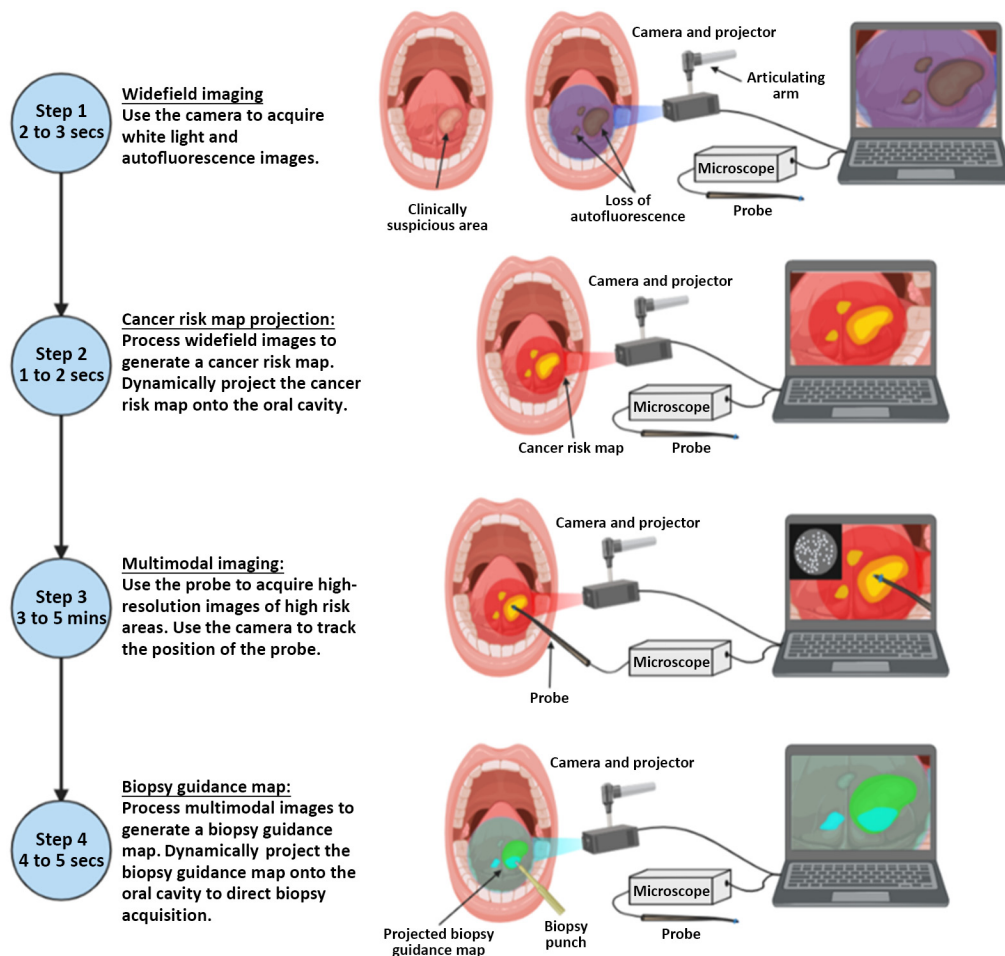 Step 1
2 to 3 secs
Widefield imaging
Use the camera to acquire
white light and
autofluorescence images.
Camera and projector
Articulating
arm
Microscope
Clinically
suspicious area
Loss of
autofluorescence
Probe
Step 2
1 to 2 secs
Cancer risk map projection:
Process widefield images to
generate a cancer risk map.
Dynamically project the cancer
risk map onto the oral cavity.
Camera and projector
Microscope
Cancer risk map
Probe
Step 3
3 to 5 mins
Multimodal imaging:
Use the probe to acquire high-
resolution images of high risk
areas. Use the camera to track
the position of the probe.
Camera and projector
Microscope
Probe
Step 4
4 to 5 secs
Biopsy guidance map:
Process multimodal images to
generate a biopsy guidance
map. Dynamically project the
biopsy guidance map onto the
oral cavity to direct biopsy
acquisition.
Camera and projector
Microscope
Projected biopsy
guidance map
Biopsy
punch
Probe